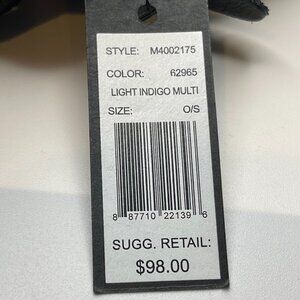 STYLE: M4002175
COLOR: 62965
LIGHT INDIGO MULTI
SIZE: O/S
8 87710 22139 6
SUGG. RETAIL:
$98.00